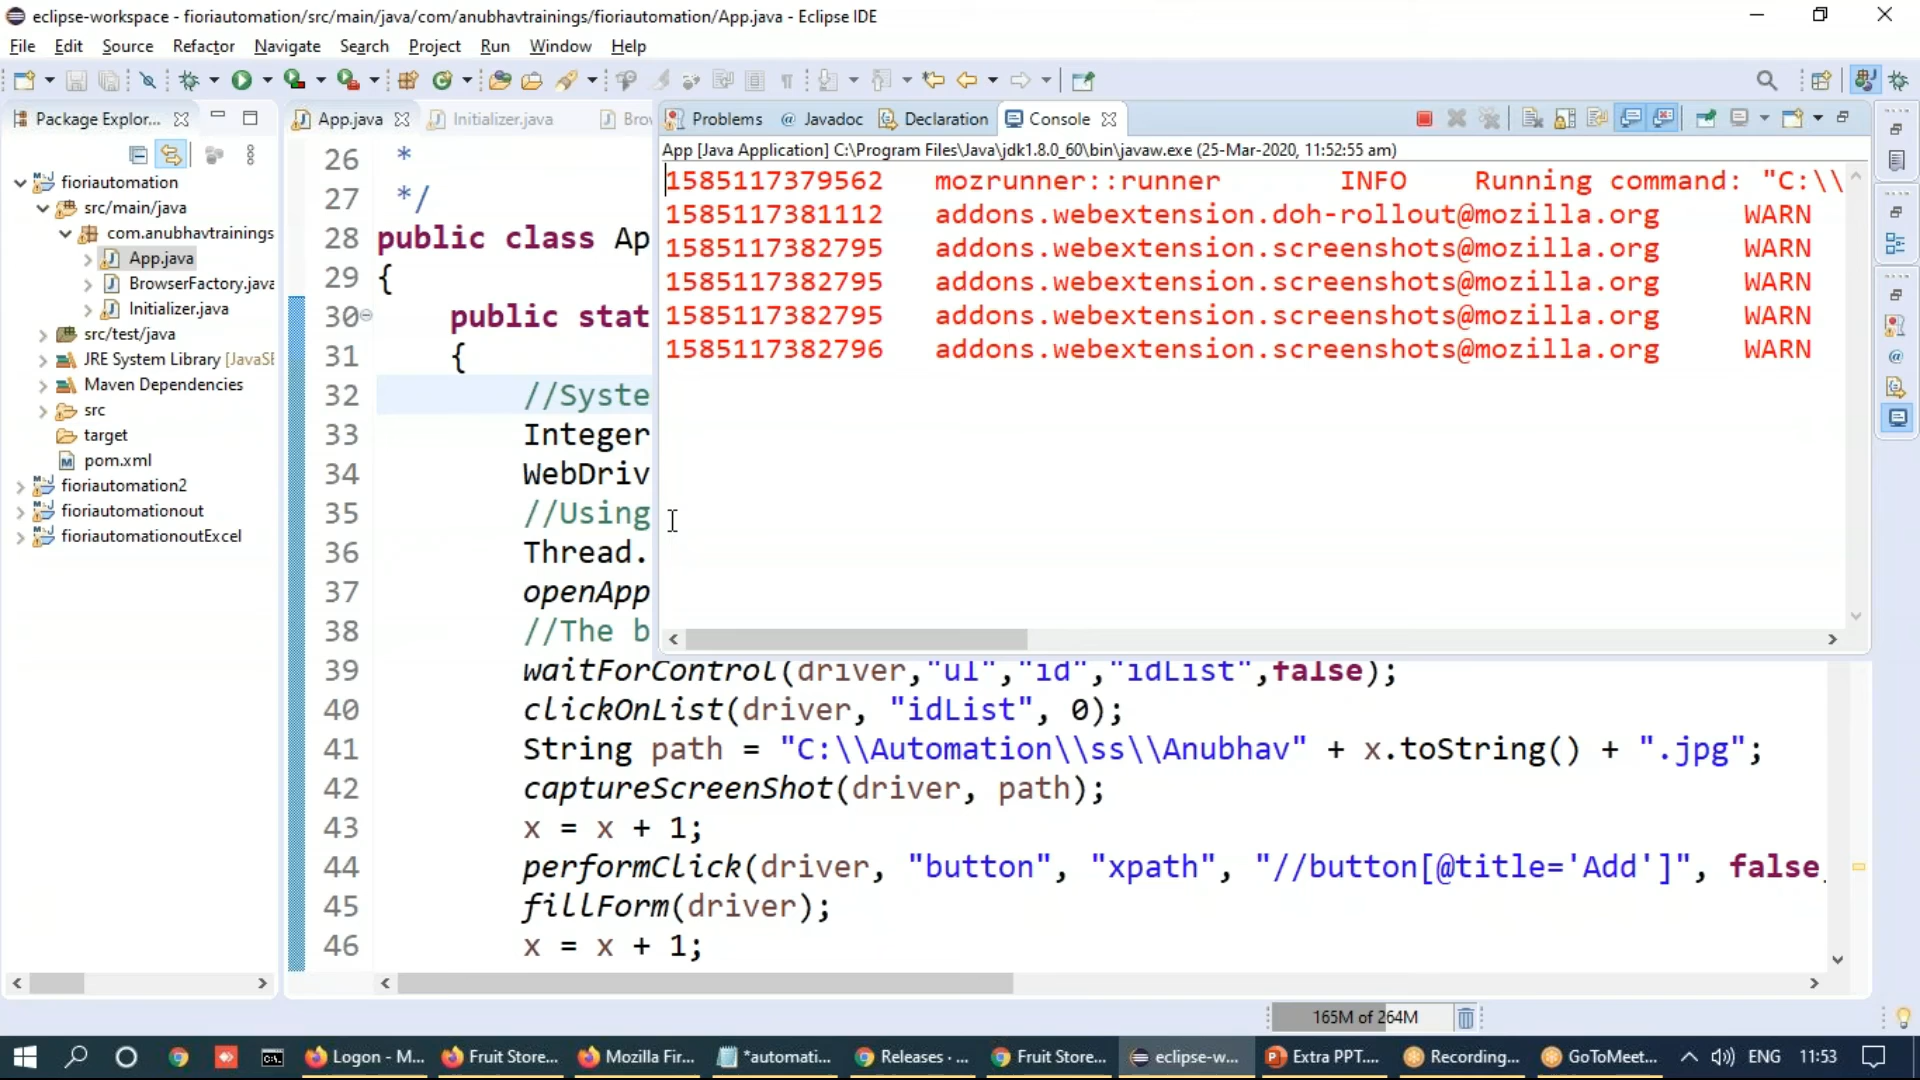 eclipse-workspace - fioriautomation/src/main/java/com/anubhavtrainings/fioriautomation/App.java - Eclipse IDE
File Edit Source Refactor Navigate Search Project Run Window Help
Package Explor...
fioriautomation
src/main/java
com.anubhavtrainings
App.java
BrowserFactory.java
Initializer.java
src/test/java
JRE System Library [JavaSE
Maven Dependencies
src
target
pom.xml
fioriautomation2
fioriautomationout
fioriautomationoutExcel
App.java Initializer.java Brow
Problems @ Javadoc Declaration Console
App [Java Application] C:\Program Files\Java\jdk1.8.0_60\bin\javaw.exe (25-Mar-2020, 11:52:55 am)
1585117379562 mozrunner::runner INFO Running command: "C:\\
1585117381112 addons.webextension.doh-rollout@mozilla.org WARN
1585117382795 addons.webextension.screenshots@mozilla.org WARN
1585117382795 addons.webextension.screenshots@mozilla.org WARN
1585117382795 addons.webextension.screenshots@mozilla.org WARN
1585117382796 addons.webextension.screenshots@mozilla.org WARN
26 *
27 */
28 public class Ap
29 {
30 public stat
31 {
32 //Syste
33 Integer
34 WebDriv
35 //Using
36 Thread.
37 openApp
38 //The b
39 waitForControl(driver,"ul","id","idList",false);
40 clickOnList(driver, "idList", 0);
41 String path = "C:\\Automation\\ss\\Anubhav" + x.toString() + ".jpg";
42 captureScreenShot(driver, path);
43 x = x + 1;
44 performClick(driver, "button", "xpath", "//button[@title='Add']", false
45 fillForm(driver);
46 x = x + 1;
165M of 264M
Logon - M... Fruit Store... Mozilla Fir... *automati... Releases · ... Fruit Store... eclipse-w... Extra PPT.... Recording... GoToMeet... ENG 11:53